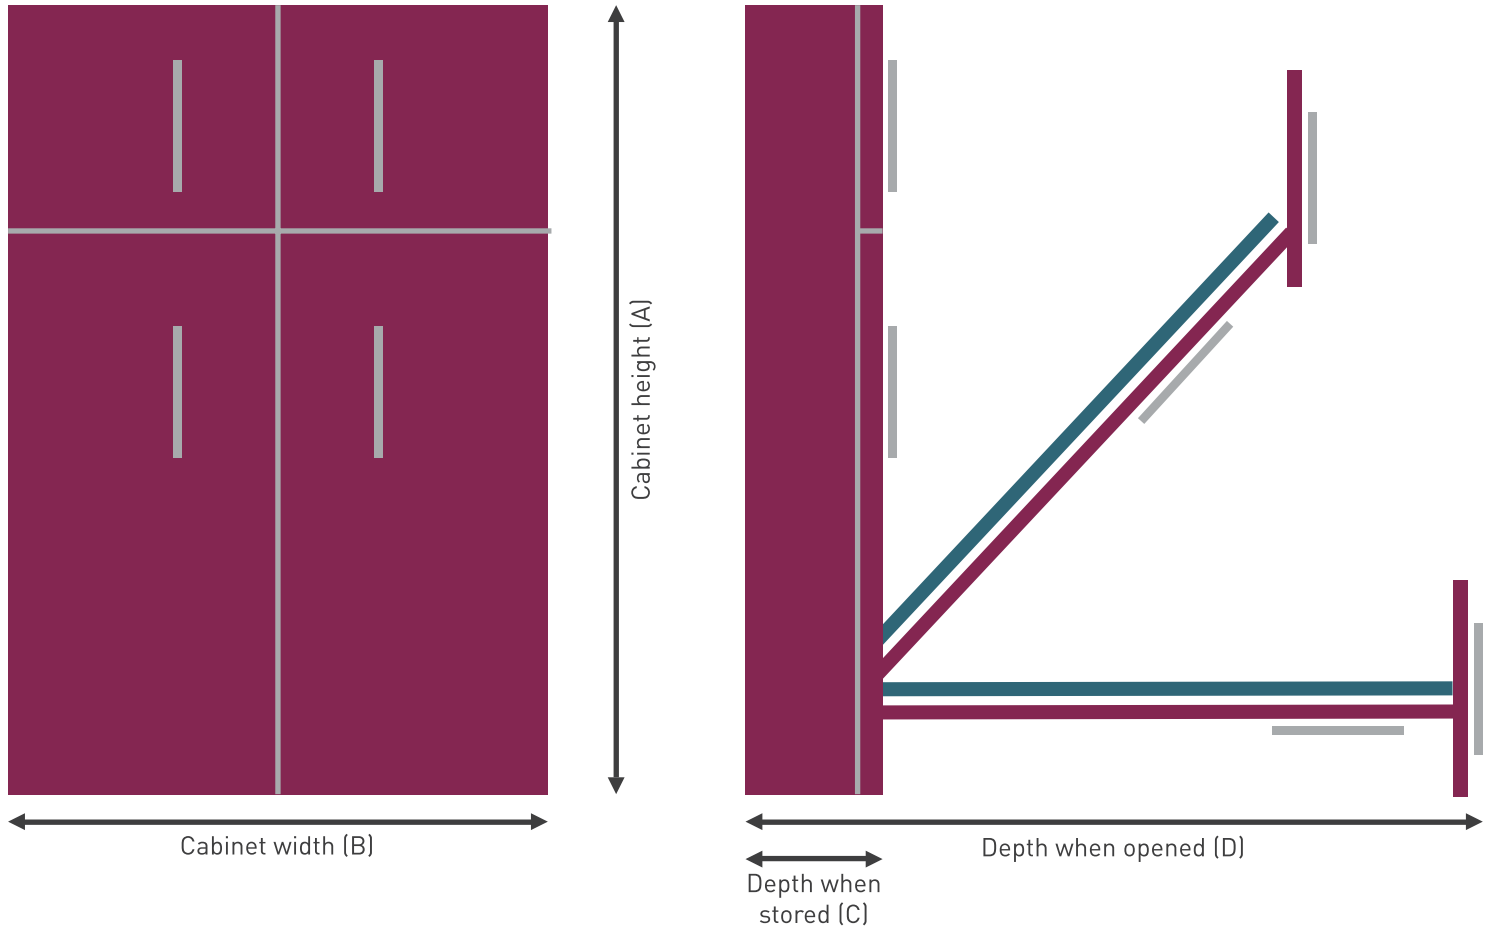 Cabinet height (A)
Cabinet width (B)
Depth when opened (D)
Depth when
stored (C)